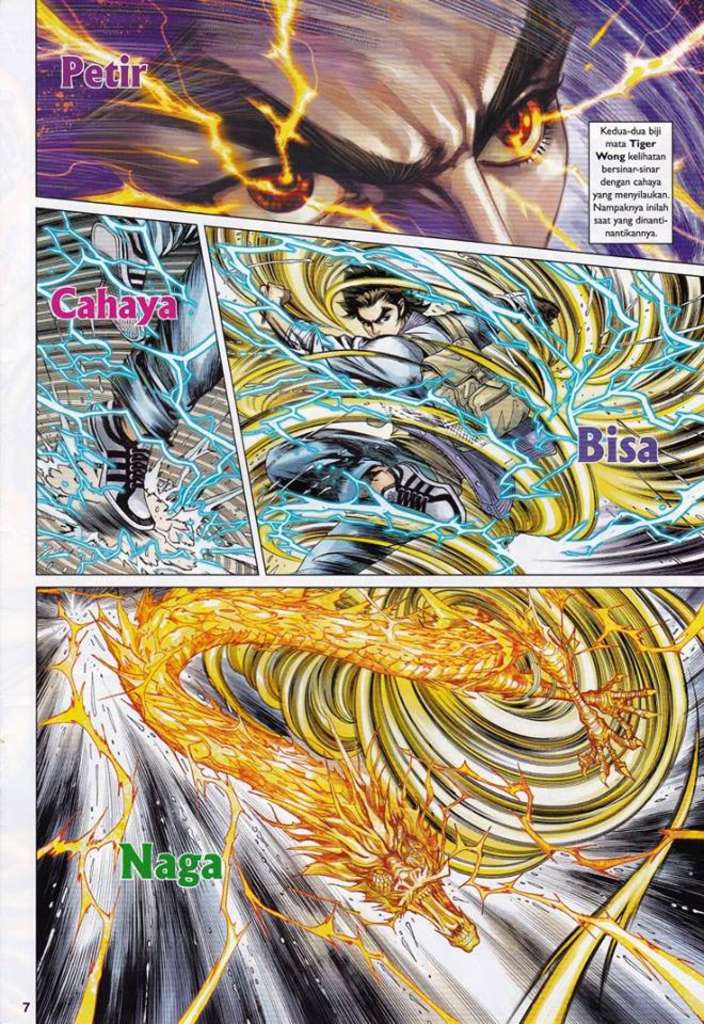 Petir
Kedua-dua biji
mata Tiger
Wong kelihatan
bersinar-sinar
dengan cahaya
yang menyilaukan.
Nampaknya inilah
saat yang dinanti-
nantikannya.
Cahaya
Bisa
Naga
7